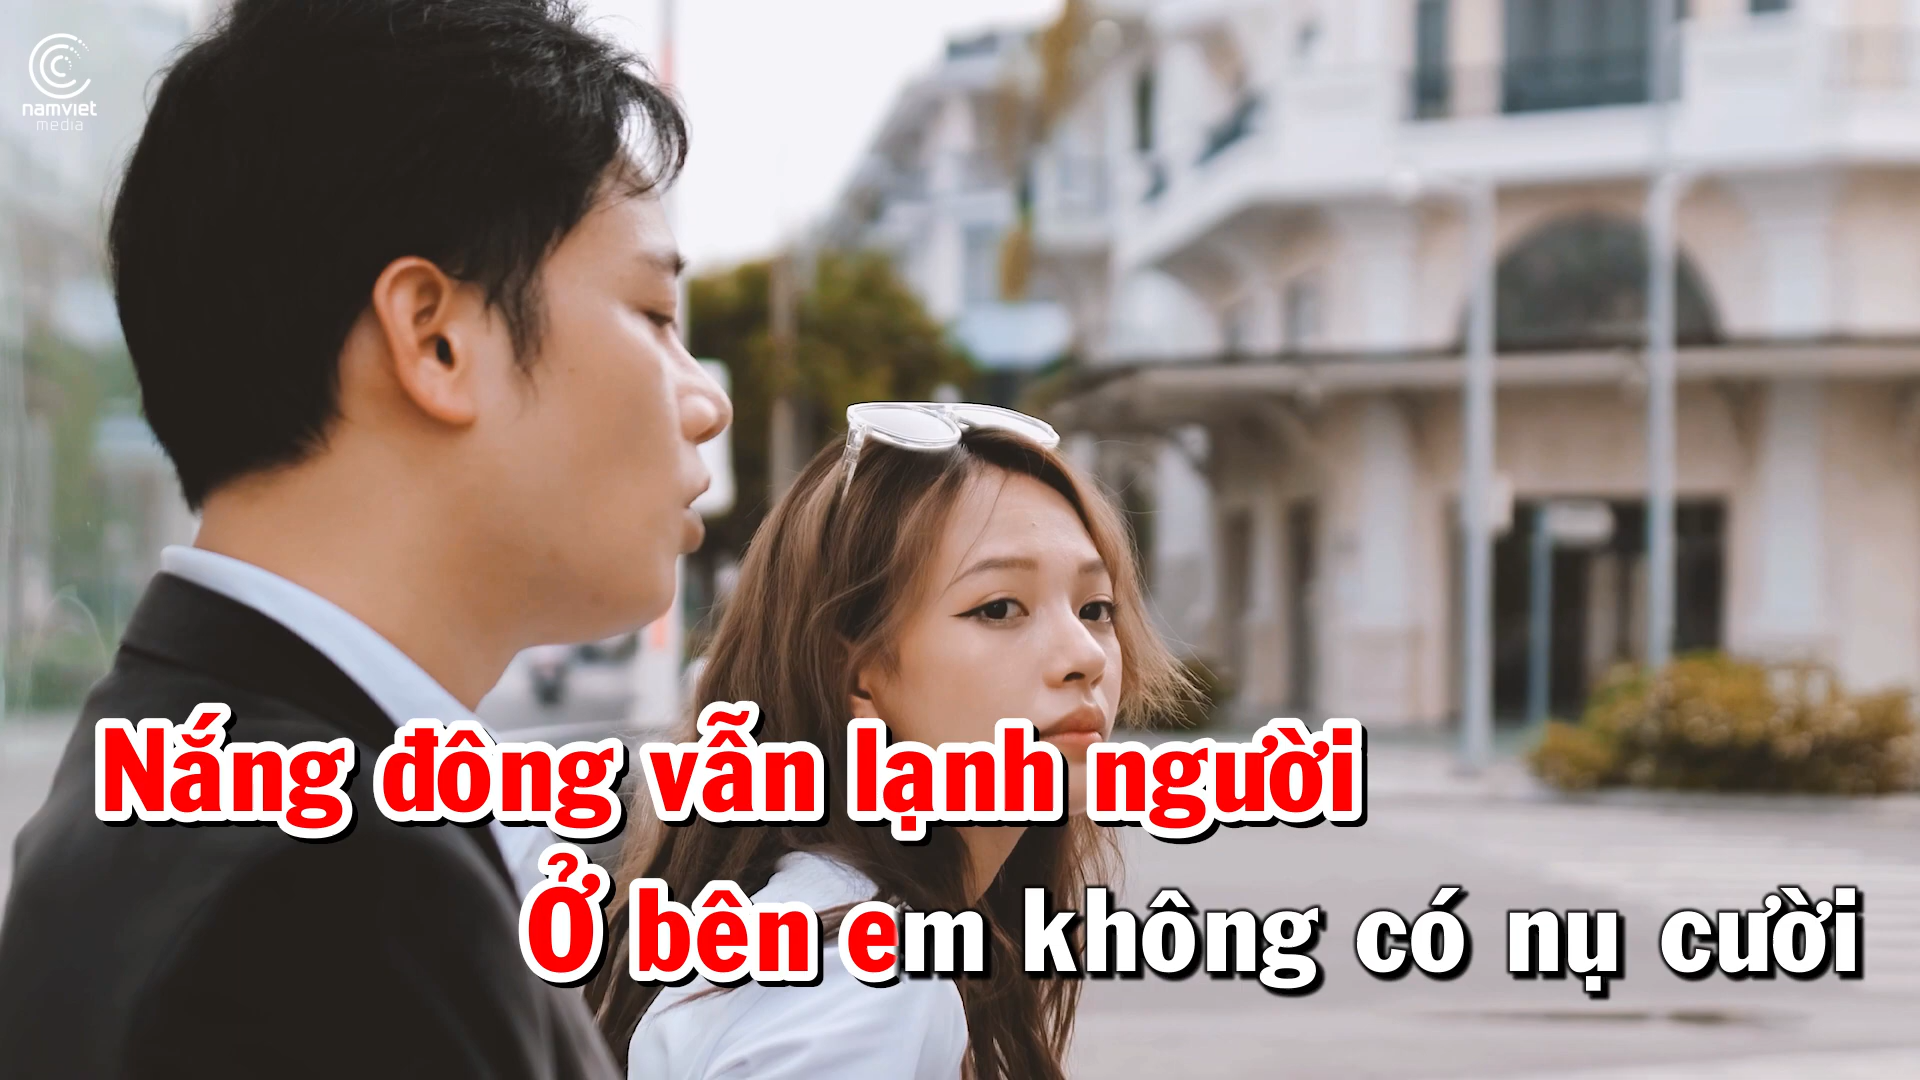 namviet
media
Nắng đông vẫn lạnh người
Ở bên em không có nụ cười